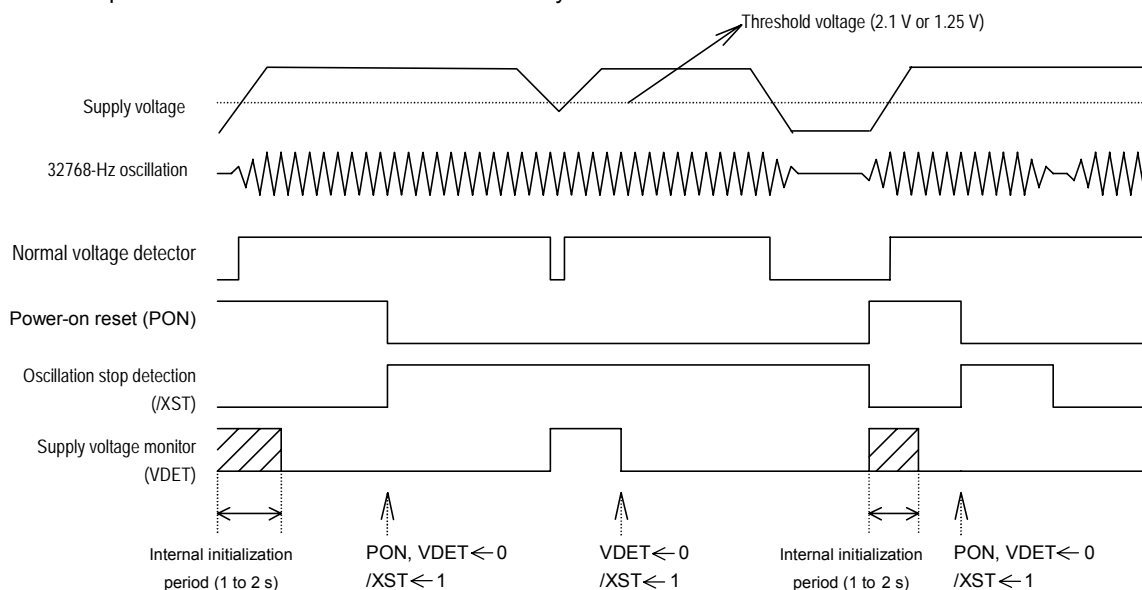 Threshold voltage (2.1 V or 1.25 V)
Supply voltage
32768-Hz oscillation
Normal voltage detector
Power-on reset (PON)
Oscillation stop detection
(/XST)
Supply voltage monitor
(VDET)
Internal initialization
period (1 to 2 s)
PON, VDET←0
/XST←1
VDET←0
/XST←1
Internal initialization
period (1 to 2 s)
PON, VDET←0
/XST←1